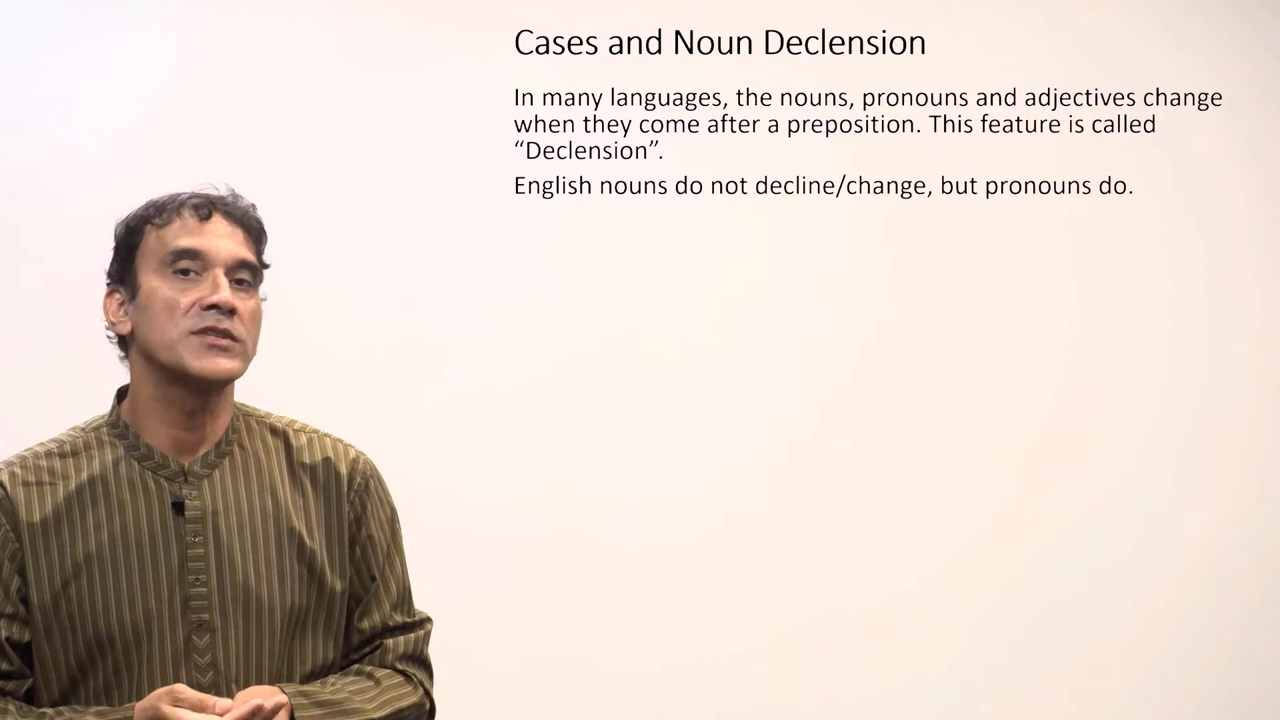 Cases and Noun Declension
In many languages, the nouns, pronouns and adjectives change
when they come after a preposition. This feature is called
“Declension”.
English nouns do not decline/change, but pronouns do.